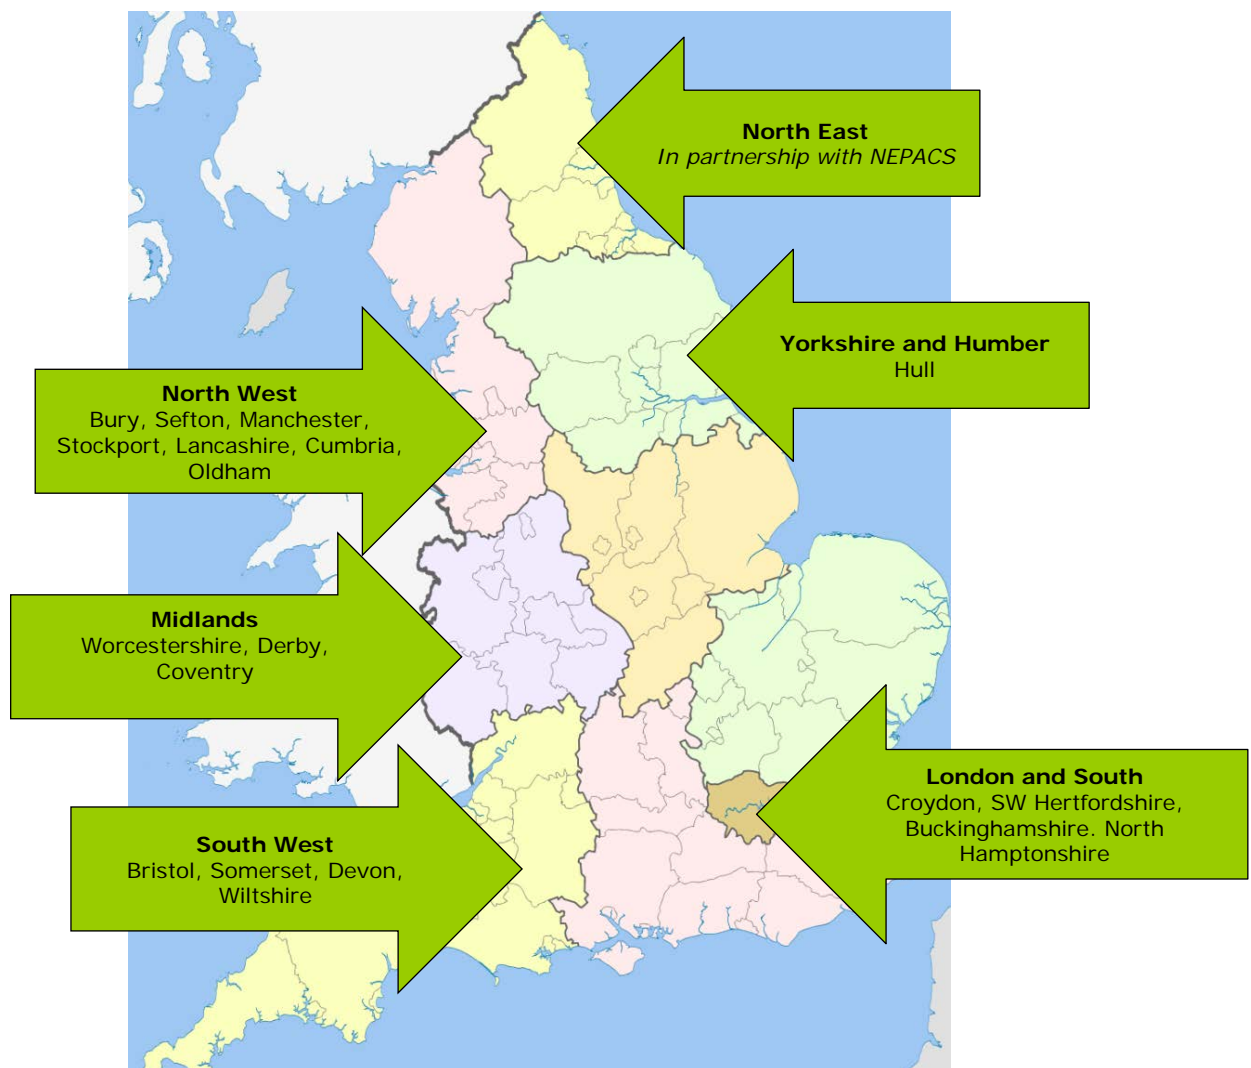 North East
In partnership with NEPACS
Yorkshire and Humber
Hull
North West
Bury, Sefton, Manchester,
Stockport, Lancashire, Cumbria,
Oldham
Midlands
Worcestershire, Derby,
Coventry
London and South
Croydon, SW Hertfordshire,
Buckinghamshire. North
Hamptonshire
South West
Bristol, Somerset, Devon,
Wiltshire